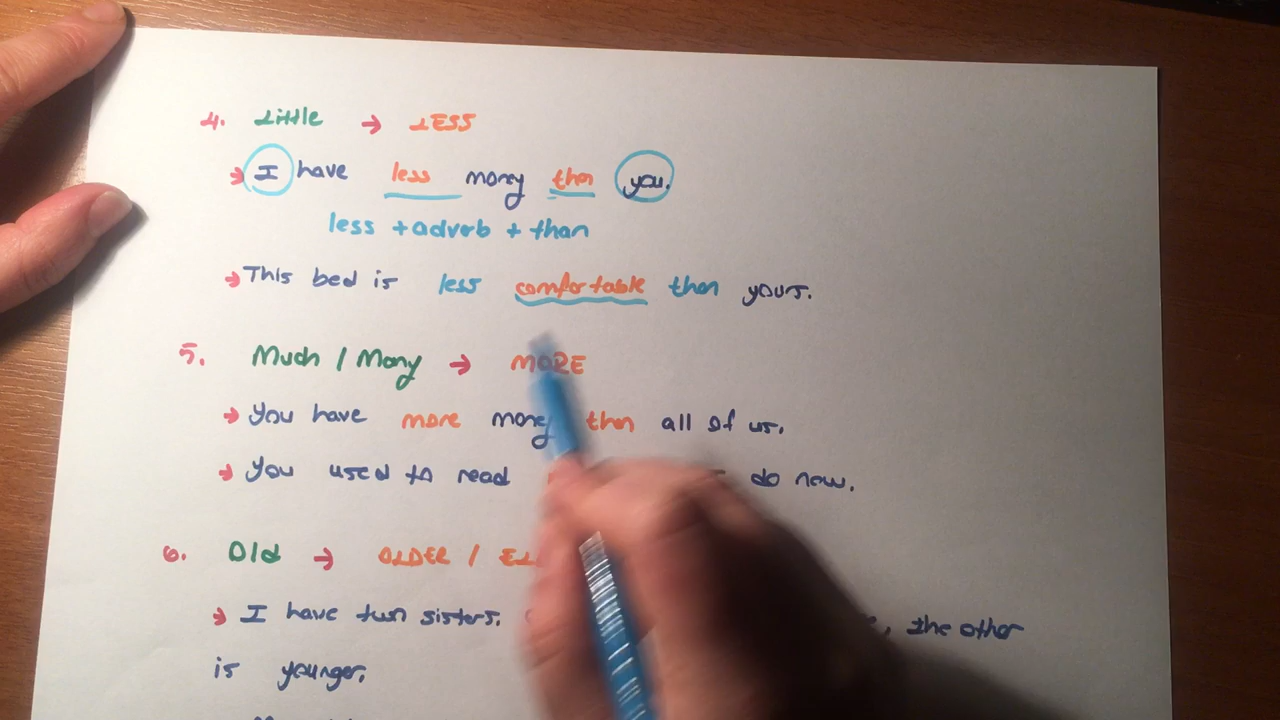 4. Little → LESS
→ I have less money than you.
less + adverb + than
→ This bed is less comfortable than yours.
5. Much / Many → MORE
→ You have more money than all of us.
→ You used to read do now.
6. Old → OLDER /
→ I have two sisters. , the other
is younger.